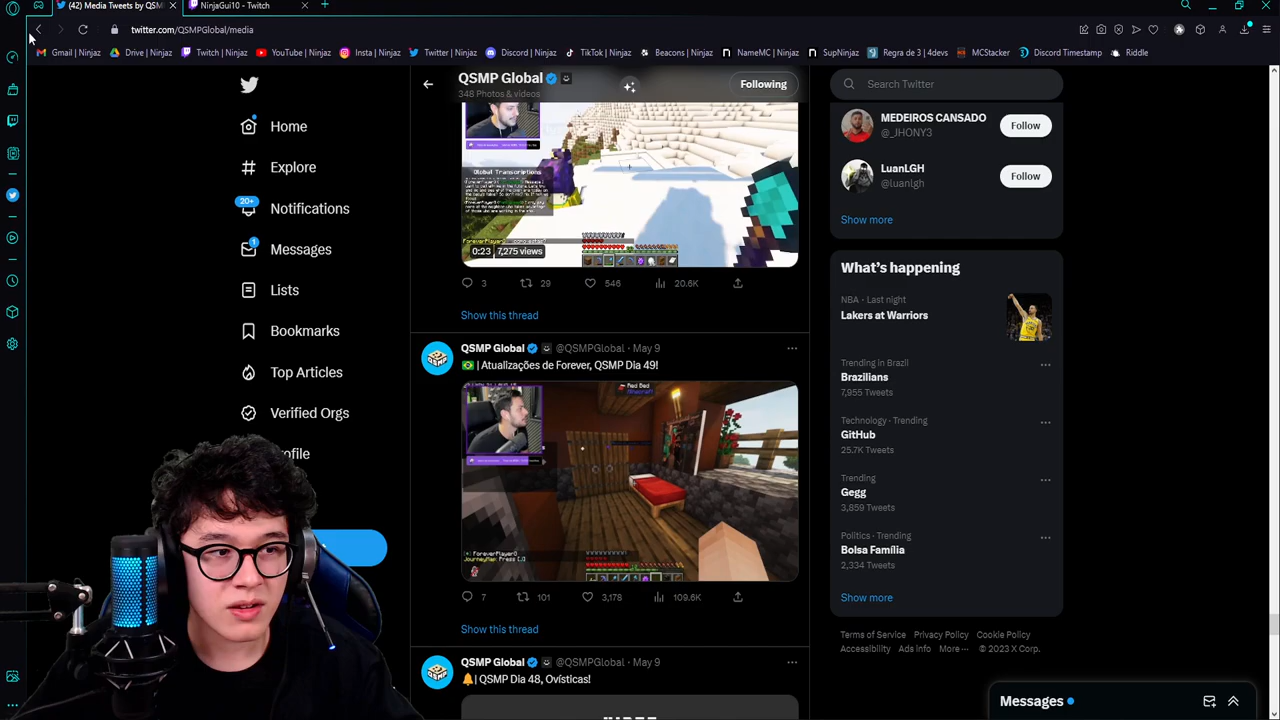 (42) Media Tweets by QSM
NinjaGui10 - Twitch
twitter.com/QSMPGlobal/media
Gmail | Ninjaz
Drive | Ninjaz
Twitch | Ninjaz
YouTube | Ninjaz
Insta | Ninjaz
Twitter | Ninjaz
Discord | Ninjaz
TikTok | Ninjaz
Beacons | Ninjaz
NameMC | Ninjaz
SupNinjaz
Regra de 3 | 4devs
MCStacker
Discord Timestamp
Riddle
Home
Explore
20+
Notifications
1
Messages
Lists
Bookmarks
Top Articles
Verified Orgs
ofile
QSMP Global
348 Photos & videos
Following
Global Transcriptions
0:23
7,275 views
3
29
546
20.6K
Show this thread
QSMP Global @QSMPGlobal · May 9
| Atualizações de Forever, QSMP Dia 49!
Red Bed
Minecraft
7
101
3,178
109.6K
Show this thread
QSMP Global @QSMPGlobal · May 9
| QSMP Dia 48, Ovísticas!
Search Twitter
MEDEIROS CANSADO
@_JHONY3
Follow
LuanLGH
@luanlgh
Follow
Show more
What's happening
NBA · Last night
Lakers at Warriors
Trending in Brazil
Brazilians
7,955 Tweets
Technology · Trending
GitHub
25.7K Tweets
Trending
Gegg
3,859 Tweets
Politics · Trending
Bolsa Família
2,334 Tweets
Show more
Terms of Service Privacy Policy Cookie Policy
Accessibility Ads info More ··· © 2023 X Corp.
Messages